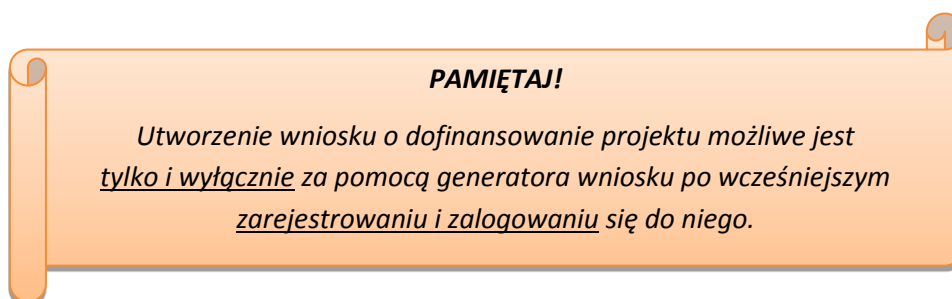 PAMIĘTAJ!
Utworzenie wniosku o dofinansowanie projektu możliwe jest
tylko i wyłącznie za pomocą generatora wniosku po wcześniejszym
zarejestrowaniu i zalogowaniu się do niego.